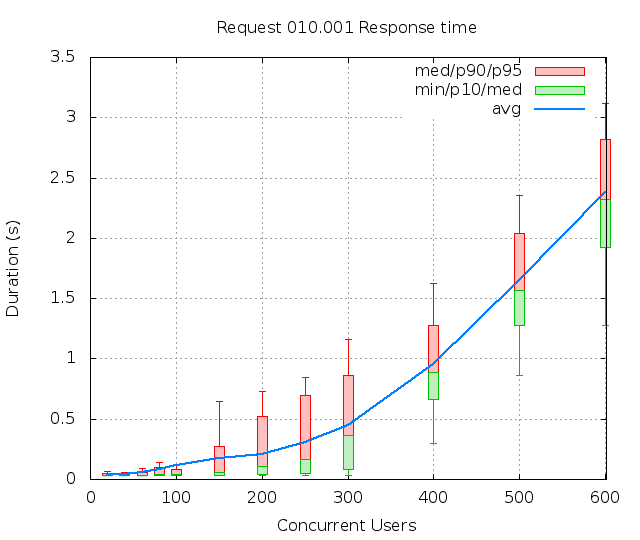 Request 010.001 Response time
3.5
3
2.5
2
1.5
1
0.5
0
Duration (s)
med/p90/p95
min/p10/med
avg
0 100 200 300 400 500 600
Concurrent Users